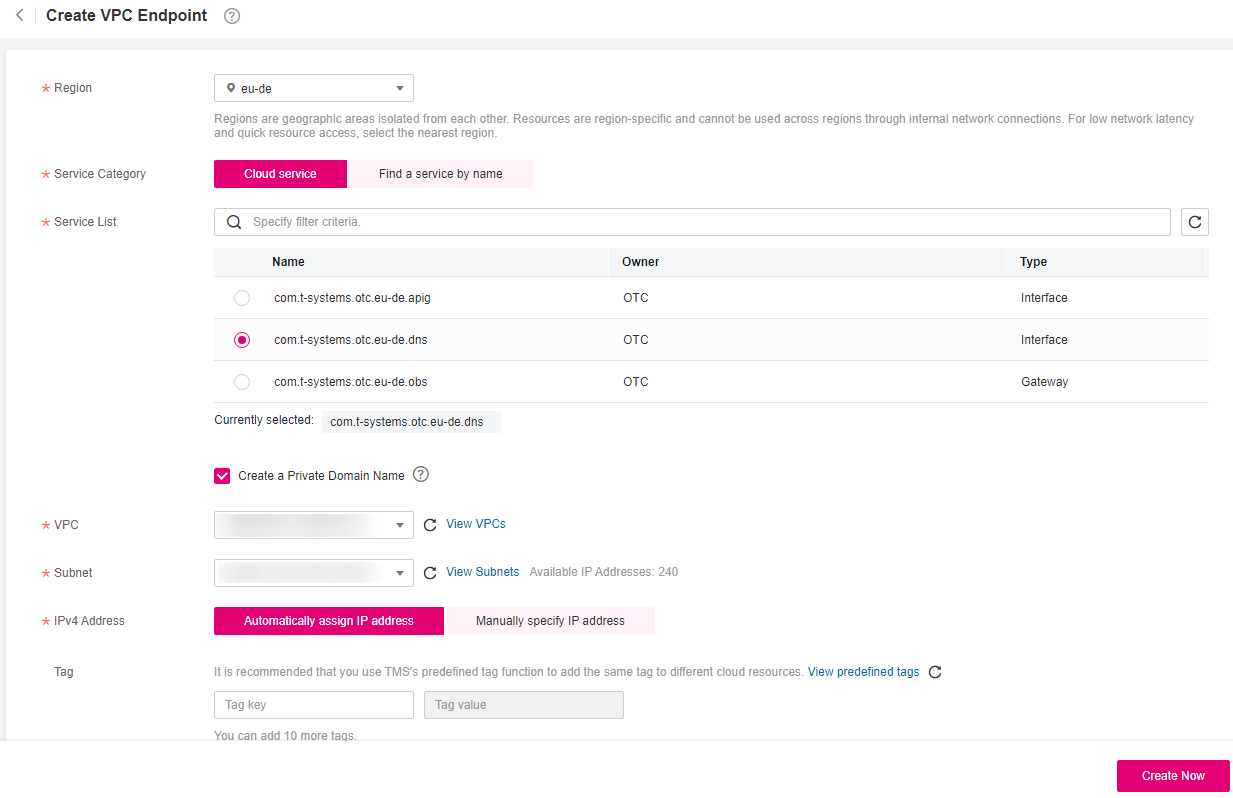 Create VPC Endpoint ?
* Region
eu-de
Regions are geographic areas isolated from each other. Resources are region-specific and cannot be used across regions through internal network connections. For low network latency
and quick resource access, select the nearest region.
* Service Category
Cloud service Find a service by name
* Service List
Specify filter criteria.
Name Owner Type
com.t-systems.otc.eu-de.apig OTC Interface
com.t-systems.otc.eu-de.dns OTC Interface
com.t-systems.otc.eu-de.obs OTC Gateway
Currently selected: com.t-systems.otc.eu-de.dns
Create a Private Domain Name ?
* VPC
View VPCs
* Subnet
View Subnets Available IP Addresses: 240
* IPv4 Address
Automatically assign IP address Manually specify IP address
Tag
It is recommended that you use TMS's predefined tag function to add the same tag to different cloud resources. View predefined tags
Tag key Tag value
You can add 10 more tags.
Create Now